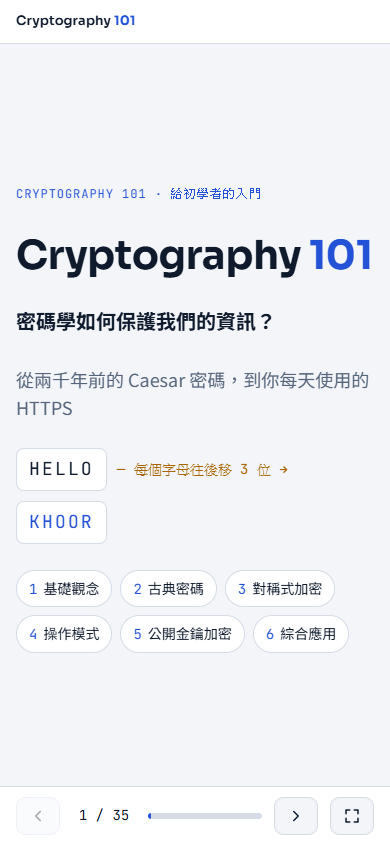 Cryptography 101
CRYPTOGRAPHY 101 · 給初學者的入門
Cryptography 101
密碼學如何保護我們的資訊？
從兩千年前的 Caesar 密碼，到你每天使用的
HTTPS
HELLO — 每個字母往後移 3 位 →
KHOOR
1 基礎觀念 2 古典密碼 3 對稱式加密
4 操作模式 5 公開金鑰加密 6 綜合應用
1 / 35